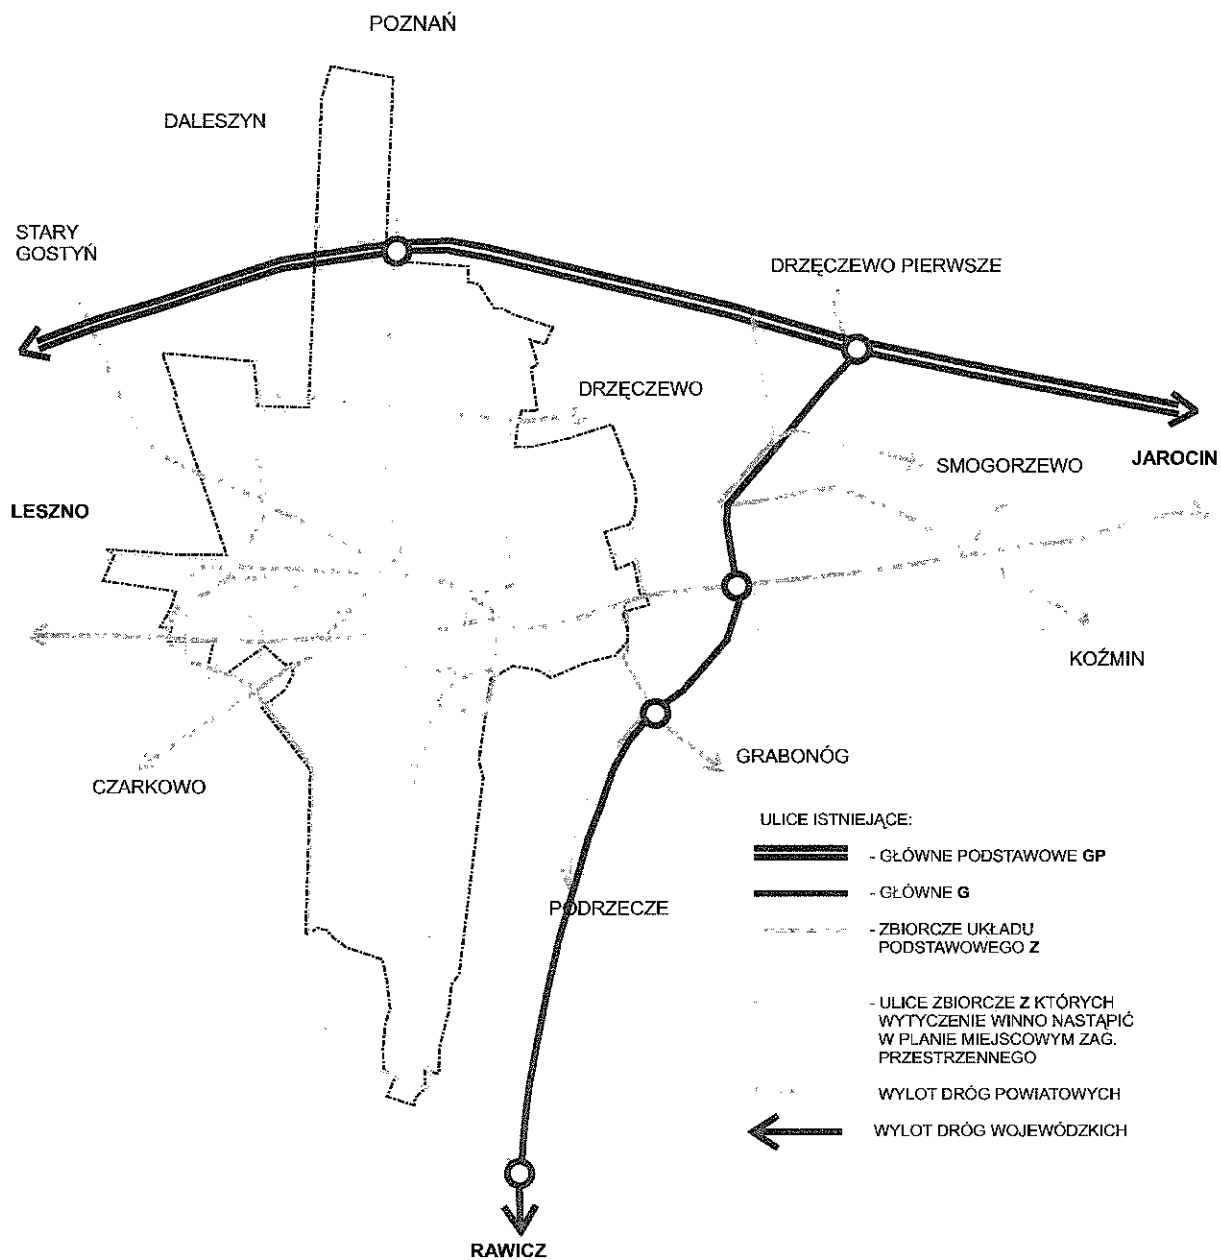 POZNAŃ
DALESZYN
STARY
GOSTYŃ
DRZĘCZEWO PIERWSZE
DRZĘCZEWO
SMOGORZEWO
JAROCIN
LESZNO
KOŹMIN
GRABONÓG
CZARKOWO
PODRZECZE
RAWICZ
ULICE ISTNIEJĄCE:
- GŁÓWNE PODSTAWOWE GP
- GŁÓWNE G
- ZBIORCZE UKŁADU
PODSTAWOWEGO Z
- ULICE ZBIORCZE Z KTÓRYCH
WYTYCZENIE WINNO NASTĄPIĆ
W PLANIE MIEJSCOWYM ZAG.
PRZESTRZENNEGO
WYLOT DRÓG POWIATOWYCH
WYLOT DRÓG WOJEWÓDZKICH